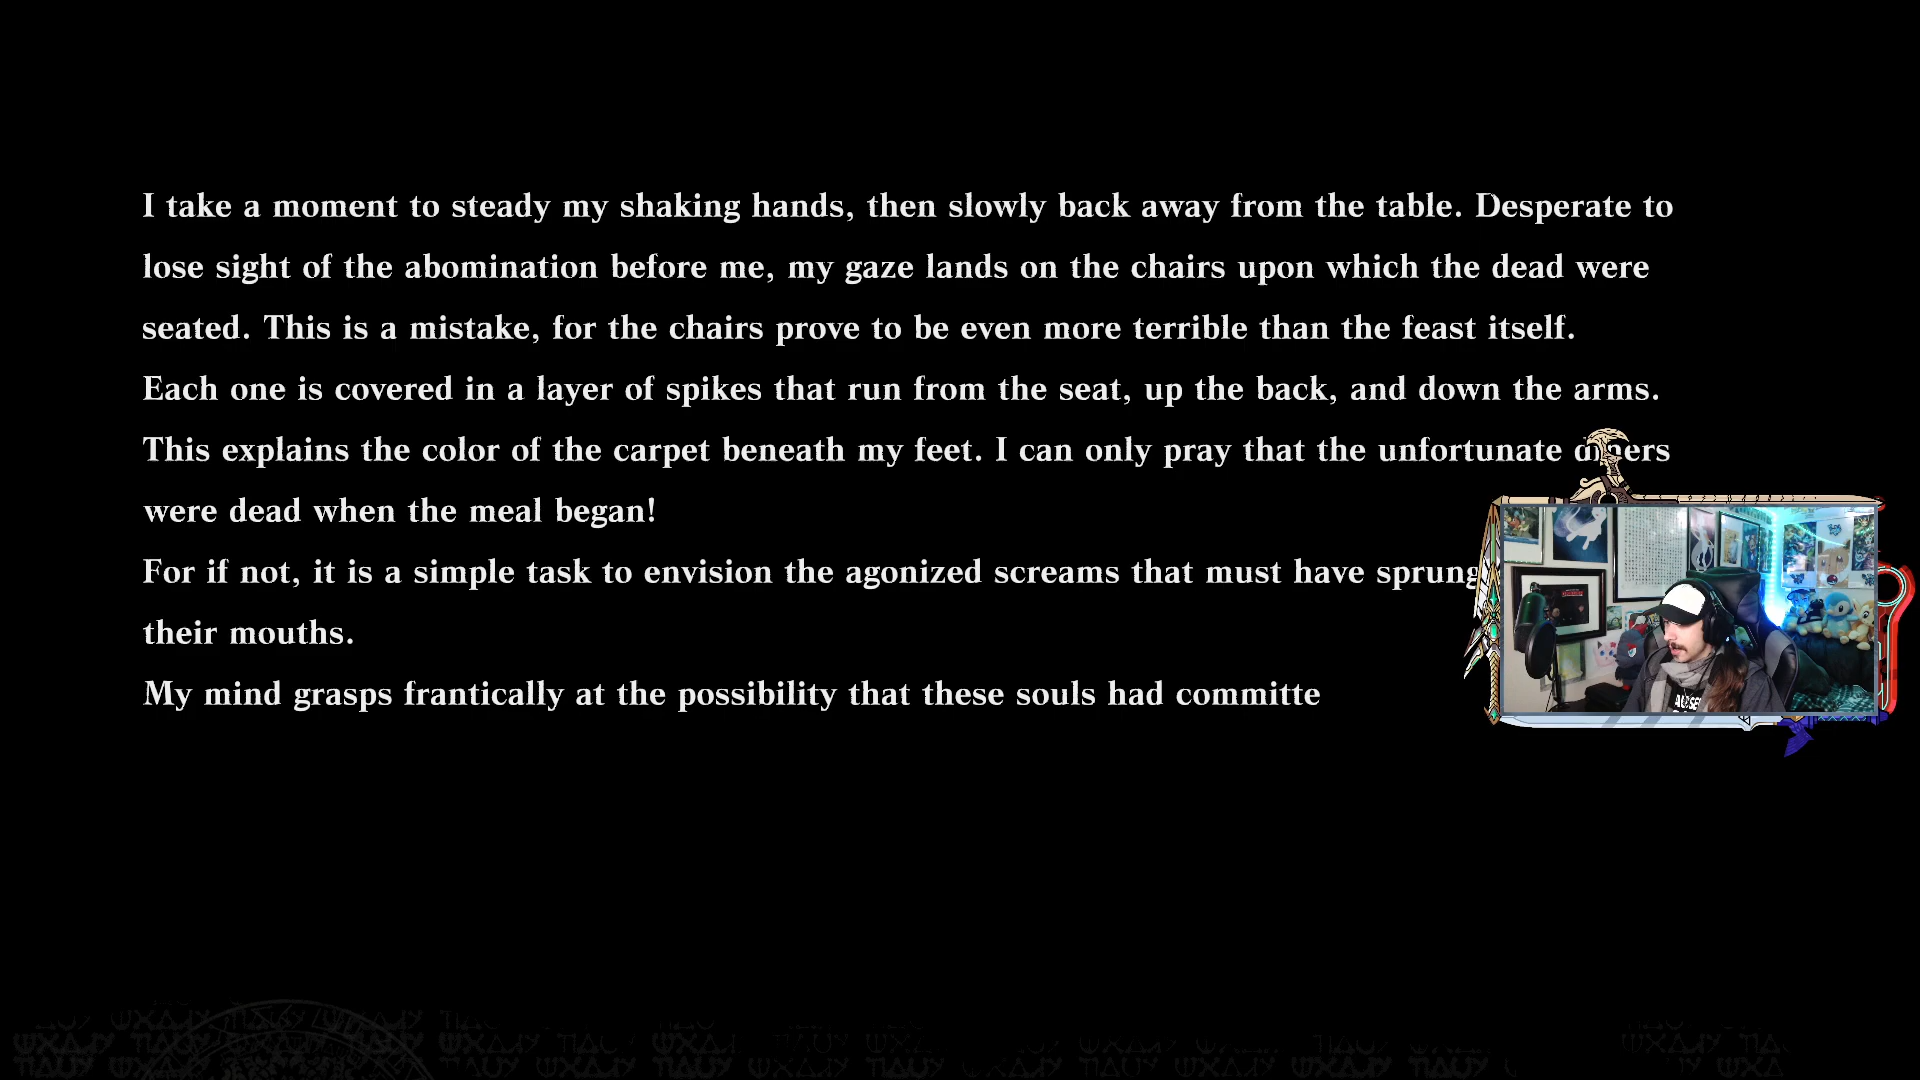 I take a moment to steady my shaking hands, then slowly back away from the table. Desperate to
lose sight of the abomination before me, my gaze lands on the chairs upon which the dead were
seated. This is a mistake, for the chairs prove to be even more terrible than the feast itself.
Each one is covered in a layer of spikes that run from the seat, up the back, and down the arms.
This explains the color of the carpet beneath my feet. I can only pray that the unfortunate diners
were dead when the meal began!
For if not, it is a simple task to envision the agonized screams that must have sprung
their mouths.
My mind grasps frantically at the possibility that these souls had committe